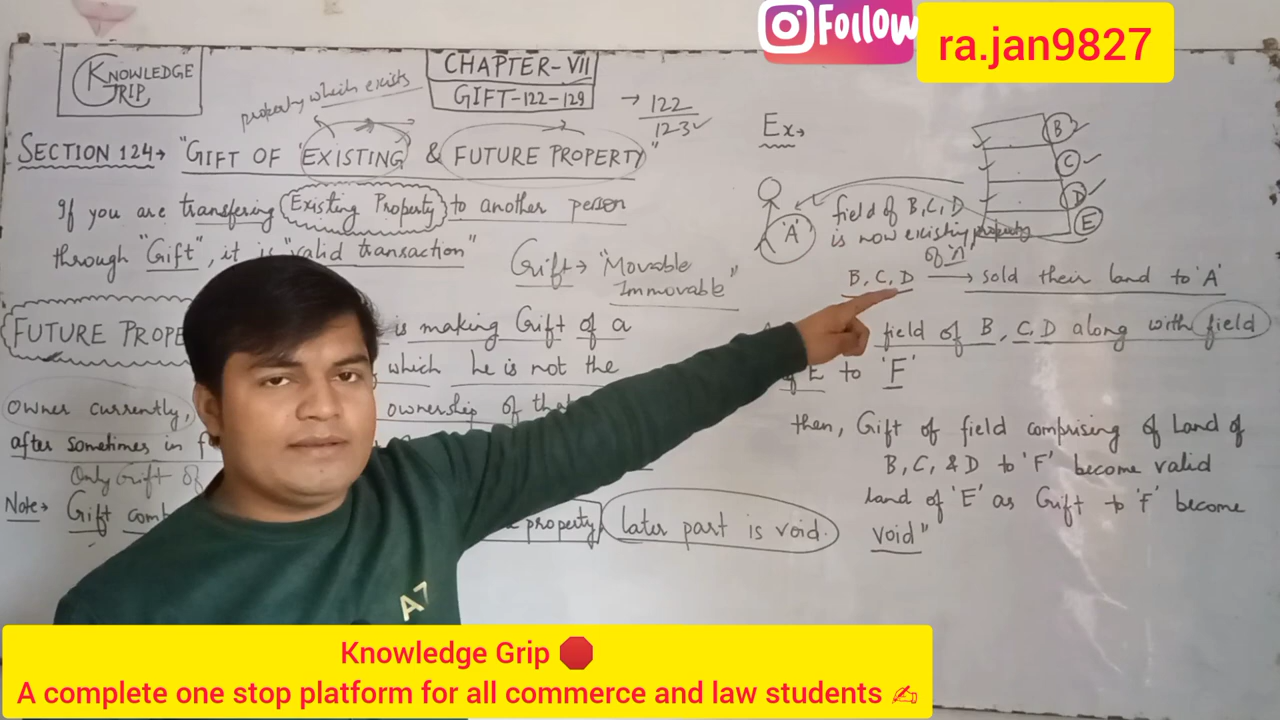 Follow
ra.jan9827
KNOWLEDGE
GRIP
CHAPTER-VII
GIFT-122-129
→ 122
123✓
property which exists
SECTION 124→ "GIFT OF 'EXISTING' & FUTURE PROPERTY"
If you are transfering Existing Property to another person
through "Gift", it is "valid transaction"
Gift → "Movable
Immovable"
FUTURE PROPE
is making Gift of a
which he is not the
owner currently,
ownership of that
after sometimes in f
Only Gift of
Note→ Gift comb
property, later part is void.
Ex→
B
C
D
E
'A'
field of B,C,D
is now existing property
of 'A'
B, C, D → sold their land to 'A'
field of B, C, D along with field
of E to 'F'
then, Gift of field comprising of Land of
B, C, & D to 'F' become valid
land of 'E' as Gift to 'F' become
void"
A7
Knowledge Grip 🛑
A complete one stop platform for all commerce and law students ✍